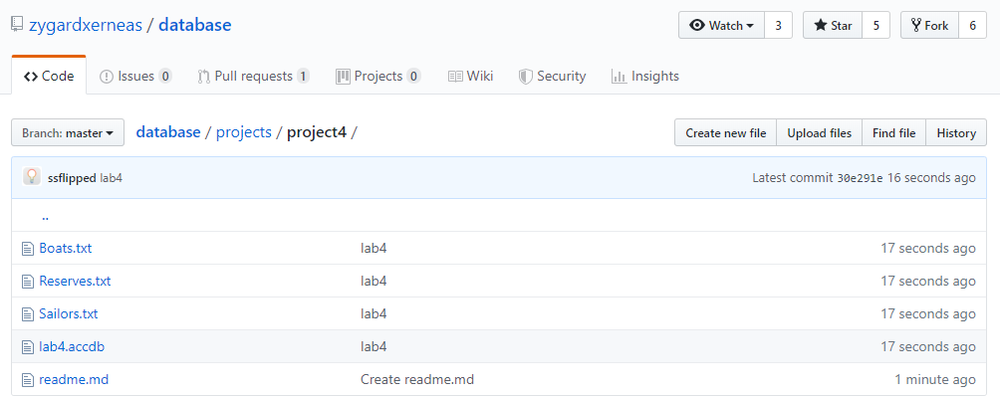 zygardxerneas / database Watch 3 Star 5 Fork 6
Code Issues 0 Pull requests 1 Projects 0 Wiki Security Insights
Branch: master database / projects / project4 / Create new file Upload files Find file History
ssflipped lab4 Latest commit 30e291e 16 seconds ago
..
Boats.txt lab4 17 seconds ago
Reserves.txt lab4 17 seconds ago
Sailors.txt lab4 17 seconds ago
lab4.accdb lab4 17 seconds ago
readme.md Create readme.md 1 minute ago